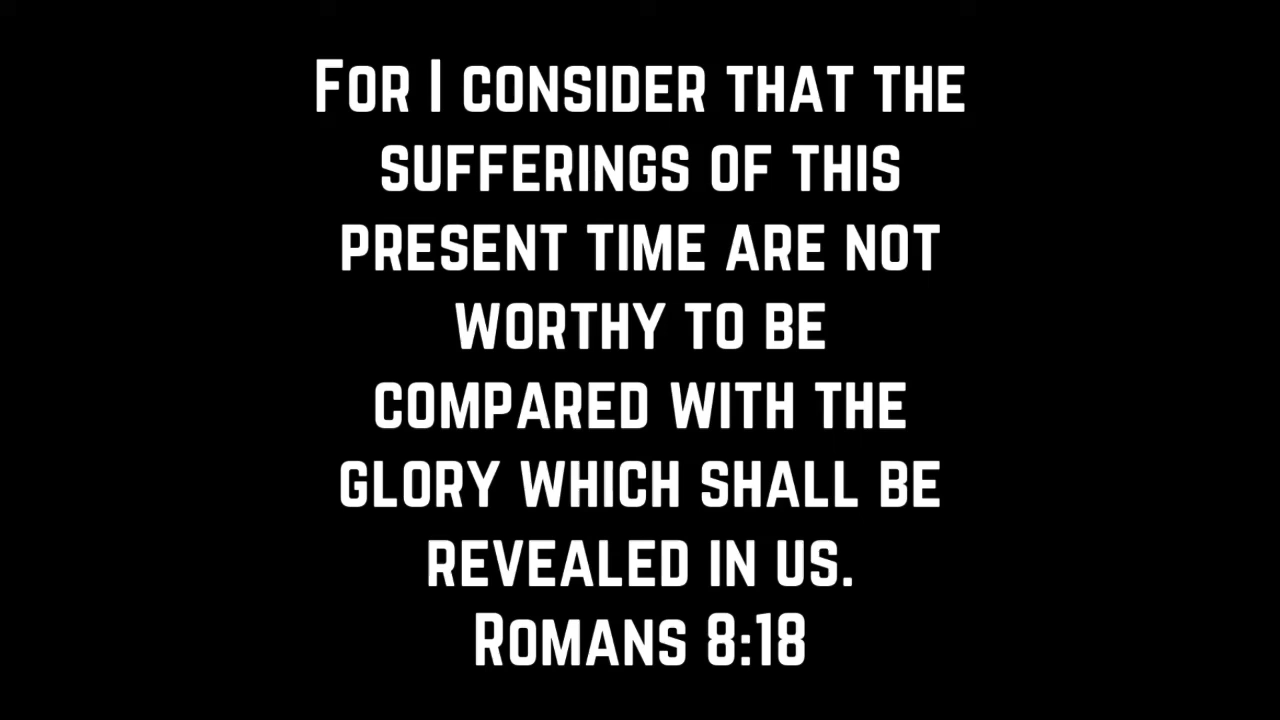 For I consider that the
sufferings of this
present time are not
worthy to be
compared with the
glory which shall be
revealed in us.
Romans 8:18